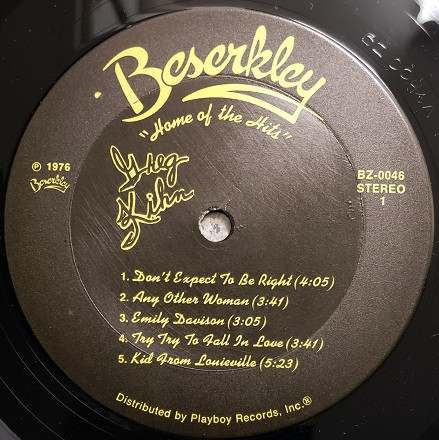 Beserkley
"Home of the Hits"
Greg
Kihn
℗ 1976
Beserkley
BZ-0046
STEREO
1
1. Don't Expect To Be Right (4:05)
2. Any Other Woman (3:41)
3. Emily Davison (3:05)
4. Try Try To Fall In Love (3:41)
5. Kid From Louieville (5:23)
Distributed by Playboy Records, Inc.®